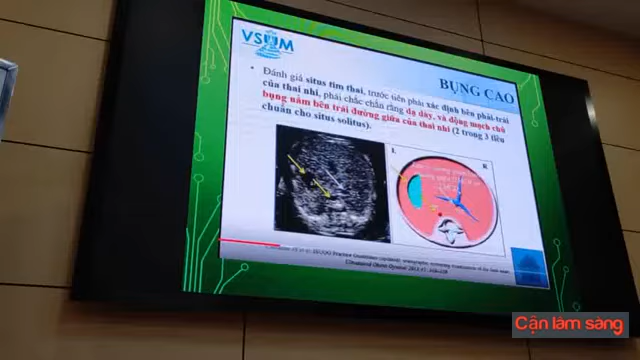 VSUM
BỤNG CAO
• Đánh giá situs tim thai, trước tiên phải xác định bên phải-trái
của thai nhi, phải chắc chắn rằng dạ dày, và động mạch chủ
bụng nằm bên trái đường giữa của thai nhi (2 trong 3 tiêu
chuẩn cho situs solitus).
L
R
Cận lâm sàng